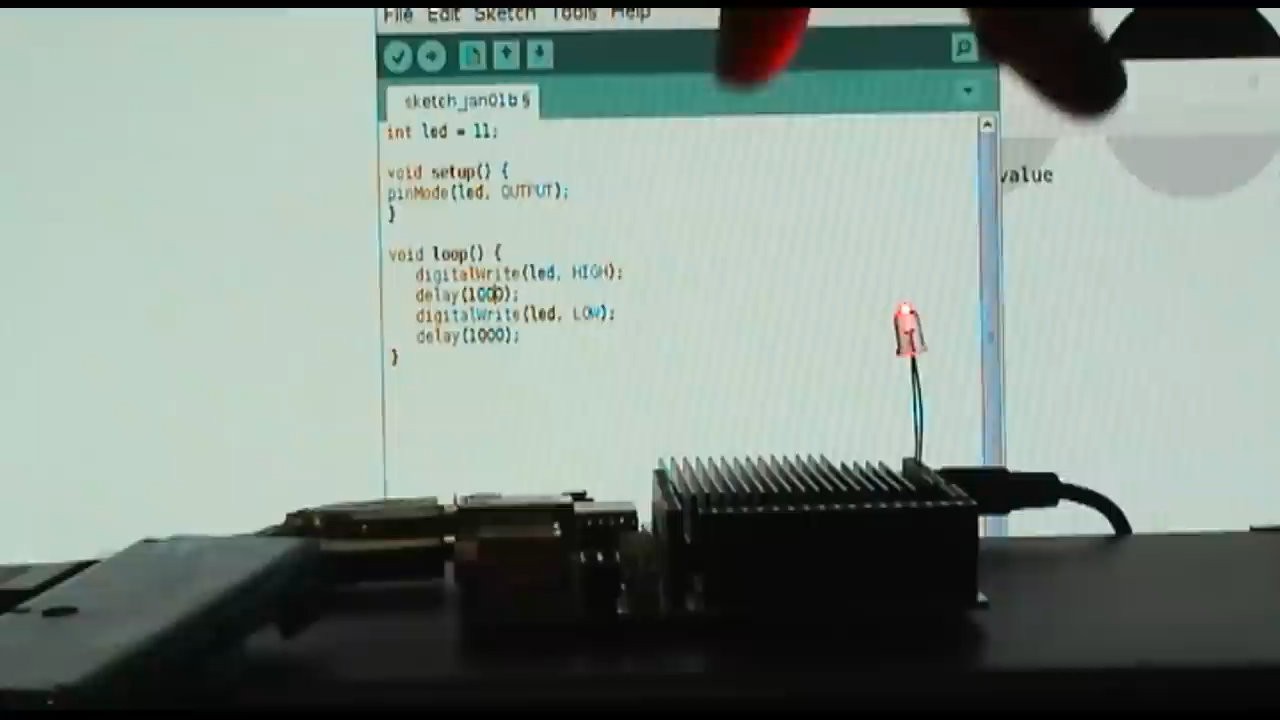 File Edit Sketch Tools Help
sketch_jan01b §
int led = 11;
void setup() {
pinMode(led, OUTPUT);
}
void loop() {
digitalWrite(led, HIGH);
delay(1000);
digitalWrite(led, LOW);
delay(1000);
}
value